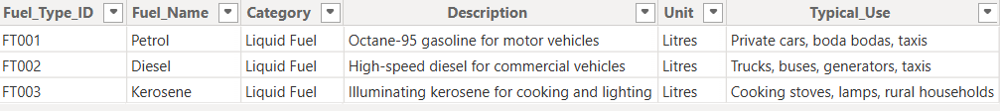 Fuel_Type_ID Fuel_Name Category Description Unit Typical_Use
FT001 Petrol Liquid Fuel Octane-95 gasoline for motor vehicles Litres Private cars, boda bodas, taxis
FT002 Diesel Liquid Fuel High-speed diesel for commercial vehicles Litres Trucks, buses, generators, taxis
FT003 Kerosene Liquid Fuel Illuminating kerosene for cooking and lighting Litres Cooking stoves, lamps, rural households